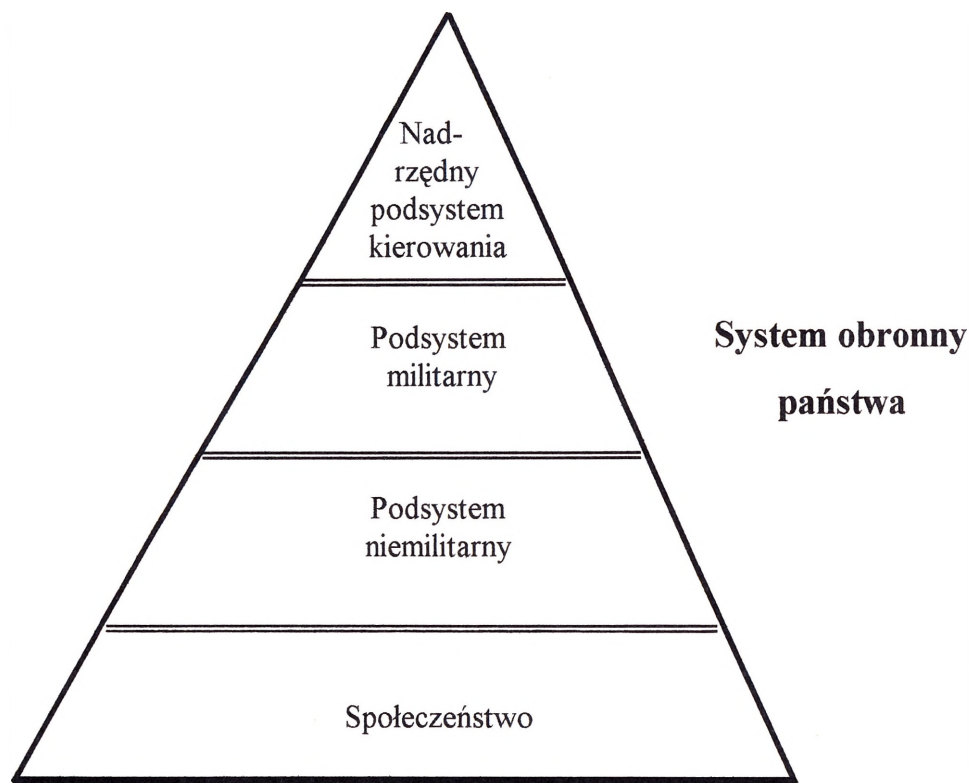 Nad-
rzędny
podsystem
kierowania
Podsystem
militarny
System obronny
państwa
Podsystem
niemilitarny
Społeczeństwo